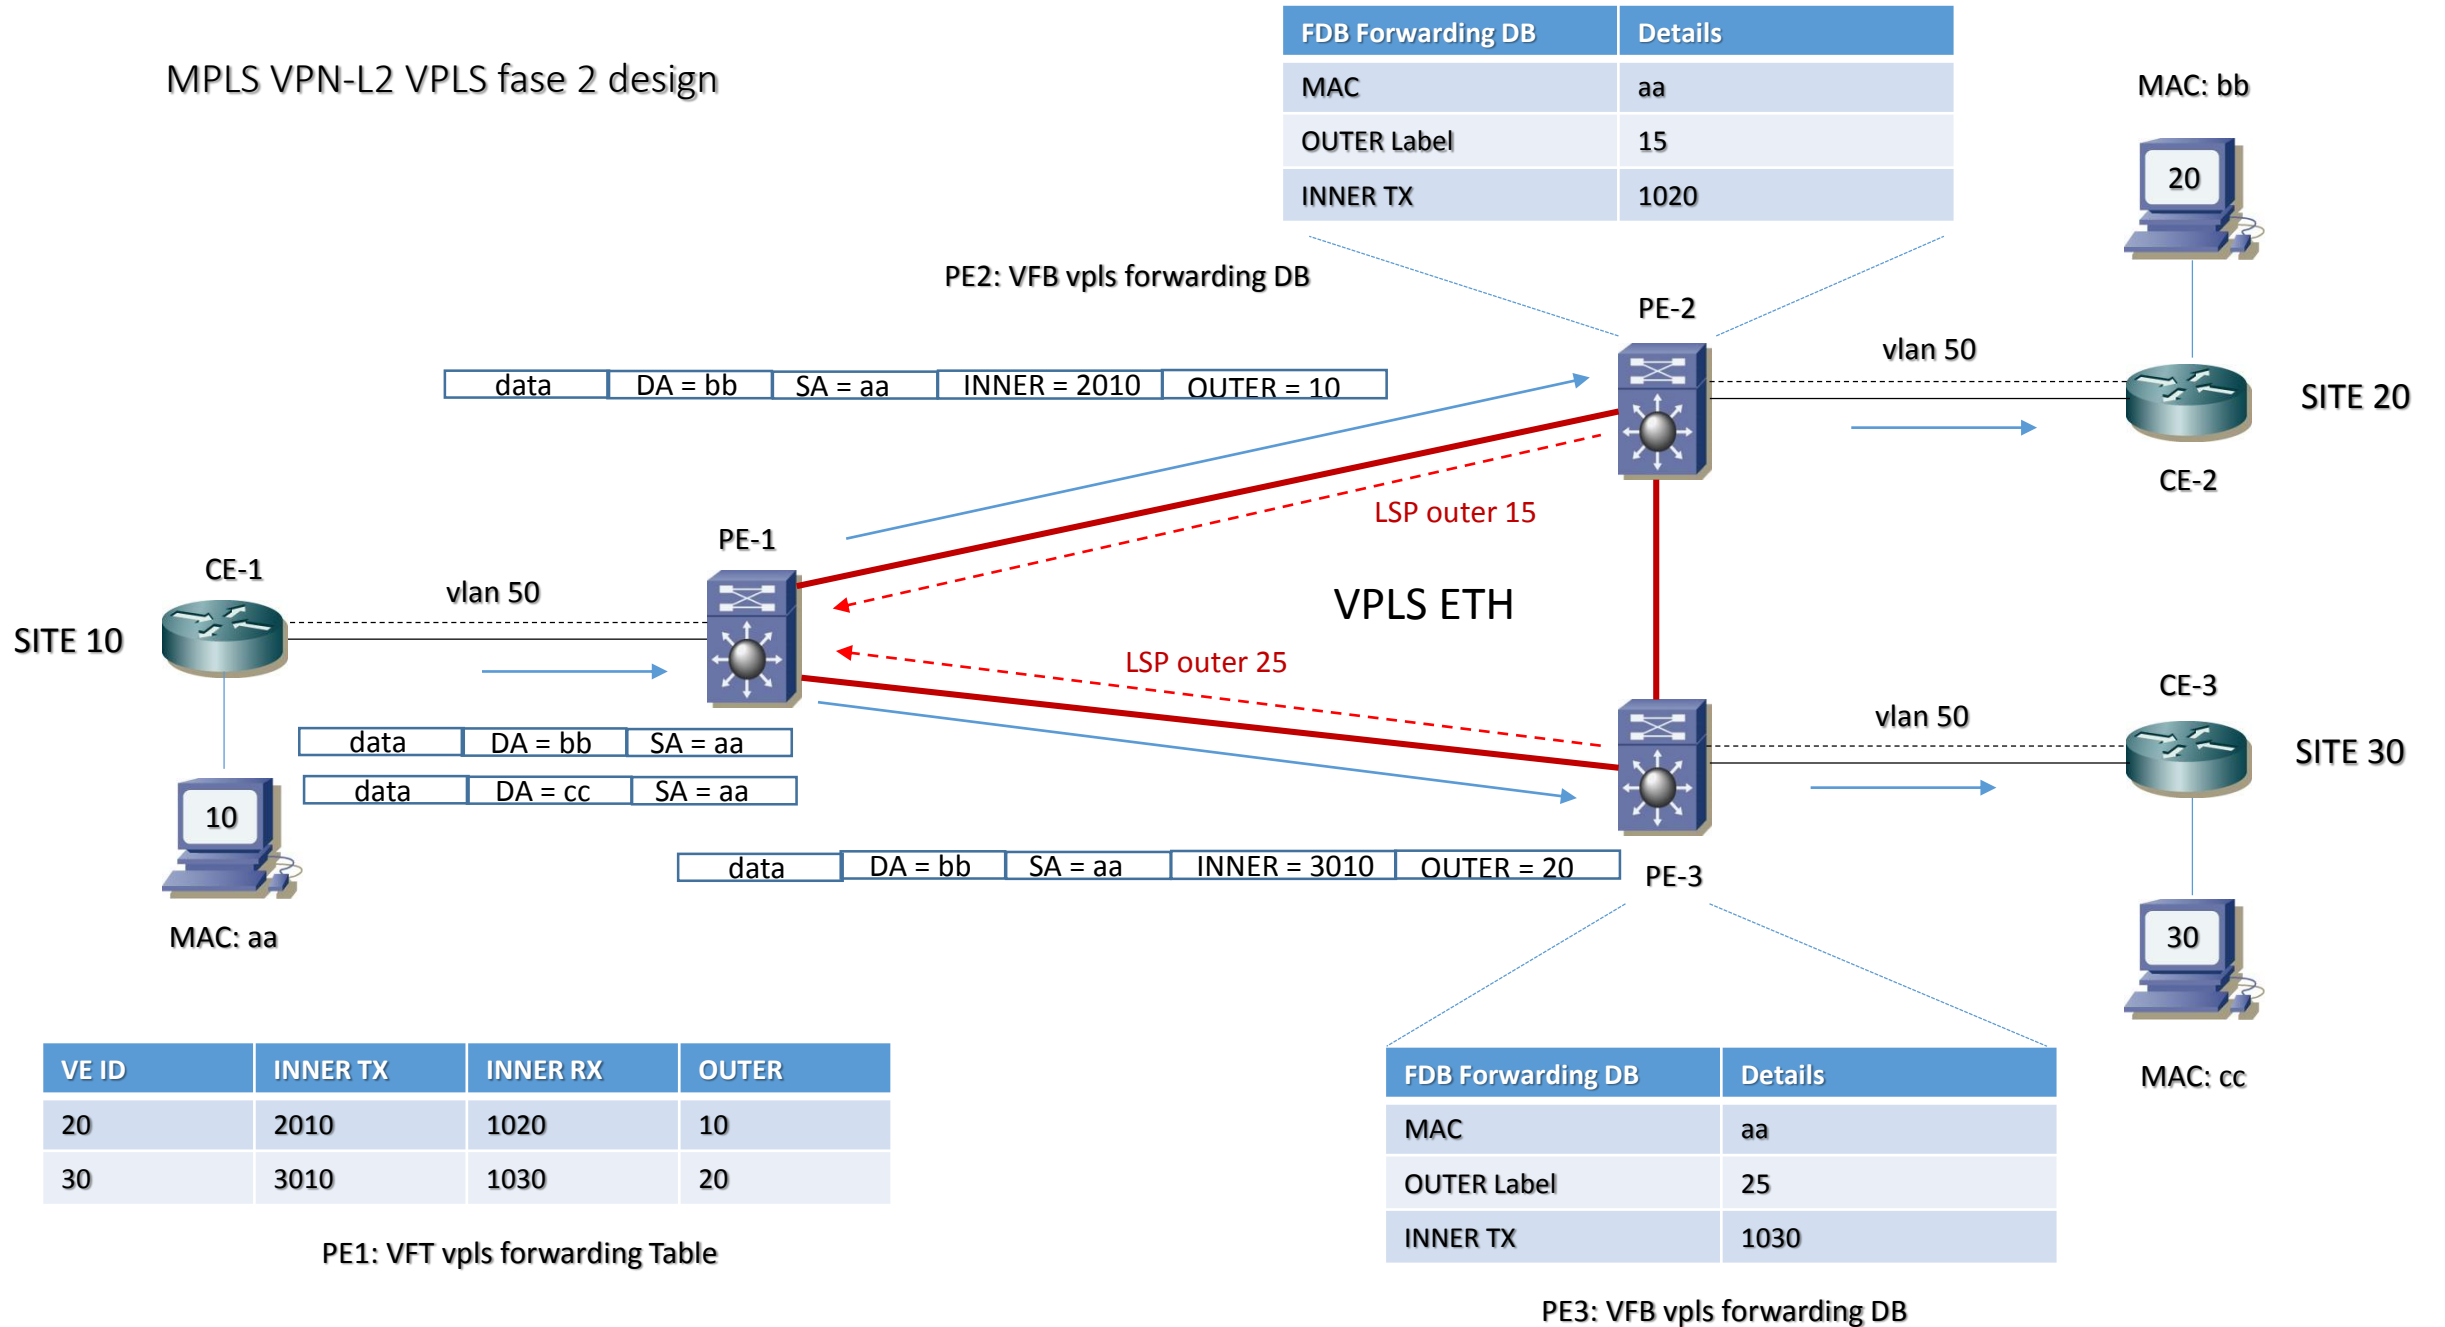 MPLS VPN-L2 VPLS fase 2 design
FDB Forwarding DB Details
MAC aa
OUTER Label 15
INNER TX 1020
MAC: bb
20
PE2: VFB vpls forwarding DB
PE-2
vlan 50
data DA = bb SA = aa INNER = 2010 OUTER = 10
SITE 20
CE-2
LSP outer 15
PE-1
CE-1
vlan 50
VPLS ETH
SITE 10
LSP outer 25
CE-3
vlan 50
data DA = bb SA = aa
SITE 30
data DA = cc SA = aa
10
data DA = bb SA = aa INNER = 3010 OUTER = 20
PE-3
MAC: aa
30
VE ID INNER TX INNER RX OUTER
20 2010 1020 10
30 3010 1030 20
PE1: VFT vpls forwarding Table
FDB Forwarding DB Details
MAC aa
OUTER Label 25
INNER TX 1030
MAC: cc
PE3: VFB vpls forwarding DB